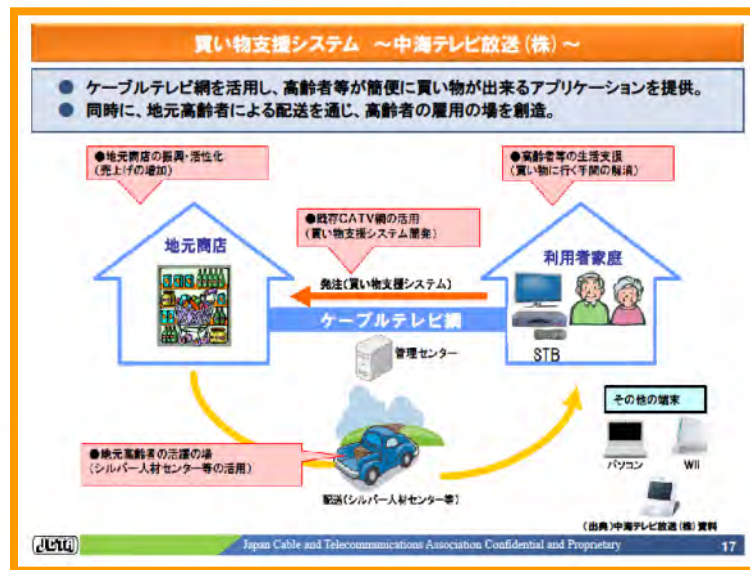 買い物支援システム ～中海テレビ放送(株)～
● ケーブルテレビ網を活用し、高齢者等が簡便に買い物が出来るアプリケーションを提供。
● 同時に、地元高齢者による配送を通じ、高齢者の雇用の場を創造。
●地元商店の振興・活性化
(売上げの増加)
●高齢者等の生活支援
(買い物に行く手間の解消)
●既存CATV網の活用
(買い物支援システム開発)
地元商店
利用者家庭
発注(買い物支援システム)
ケーブルテレビ網
STB
管理センター
その他の端末
●地元高齢者の活躍の場
(シルバー人材センター等の活用)
パソコン
Wii
配送(シルバー人材センター等)
(出典)中海テレビ放送(株)資料
JCTA
Japan Cable and Telecommunications Association Confidential and Proprietary
17